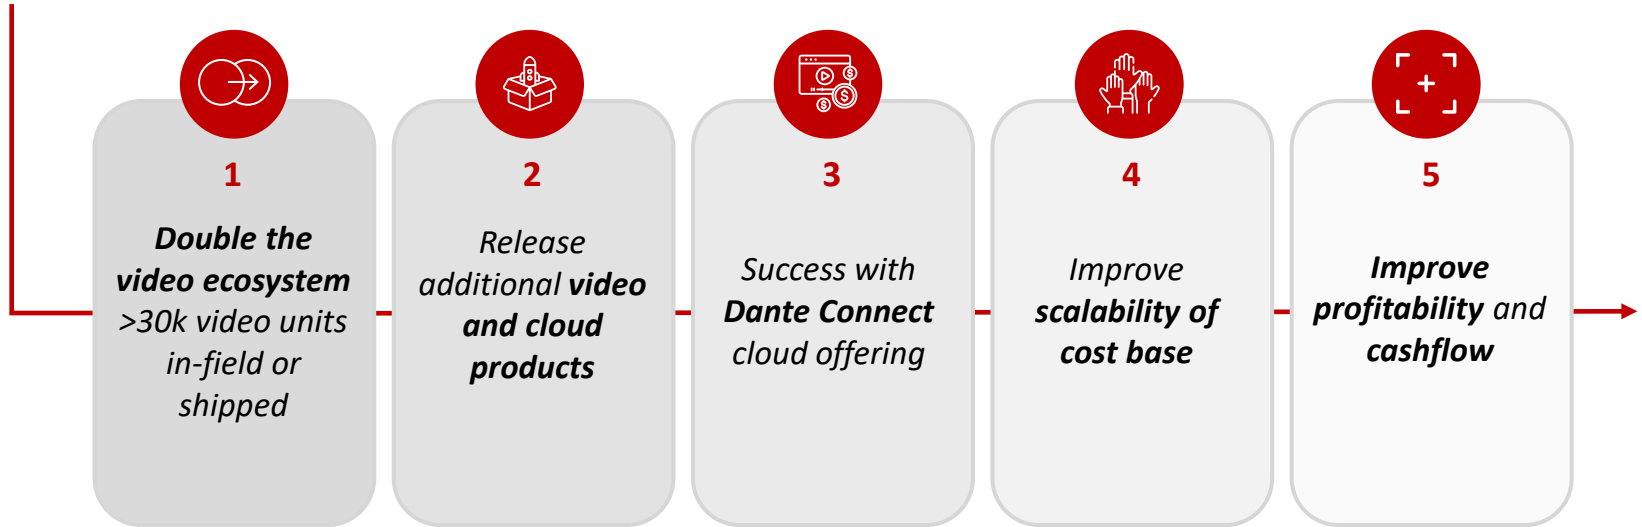 1
Double the
video ecosystem
>30k video units
in-field or
shipped
2
Release
additional video
and cloud
products
3
Success with
Dante Connect
cloud offering
4
Improve
scalability of
cost base
5
Improve
profitability and
cashflow